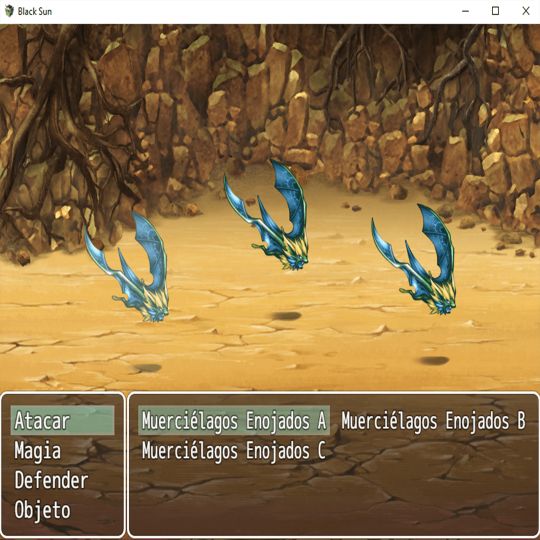 Black Sun
Atacar
Magia
Defender
Objeto
Muerciélagos Enojados A Muerciélagos Enojados B
Muerciélagos Enojados C